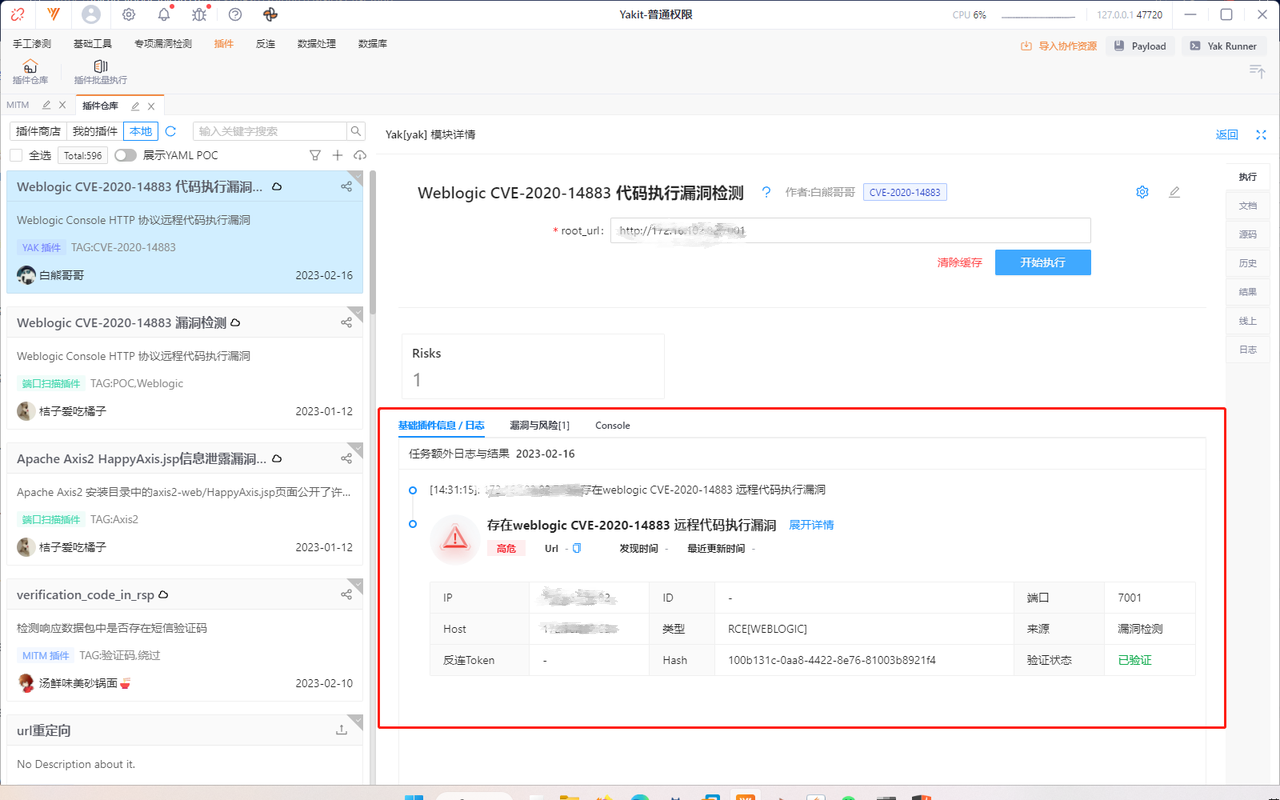 Yakit-普通权限
CPU 6%
127.0.0.1 47720
手工渗测 基础工具 专项漏洞检测 插件 反连 数据处理 数据库
导入协作资源 Payload Yak Runner
插件仓库 插件批量执行
MITM 插件仓库
插件商店 我的插件 本地 输入关键字搜索
全选 Total:596 展示YAML POC
Weblogic CVE-2020-14883 代码执行漏洞...
Weblogic Console HTTP 协议远程代码执行漏洞
YAK 插件 TAG:CVE-2020-14883
白熊哥哥 2023-02-16
Weblogic CVE-2020-14883 漏洞检测
Weblogic Console HTTP 协议远程代码执行漏洞
端口扫描插件 TAG:POC,Weblogic
桔子爱吃橘子 2023-01-12
Apache Axis2 HappyAxis.jsp信息泄露漏洞...
Apache Axis2 安装目录中的axis2-web/HappyAxis.jsp页面公开了许...
端口扫描插件 TAG:Axis2
桔子爱吃橘子 2023-01-12
verification_code_in_rsp
检测响应数据包中是否存在短信验证码
MITM 插件 TAG:验证码,绕过
汤鲜味美砂锅面 2023-02-10
url重定向
No Description about it.
Yak[yak] 模块详情 返回
Weblogic CVE-2020-14883 代码执行漏洞检测 作者:白熊哥哥 CVE-2020-14883
* root_url: http://
清除缓存 开始执行
执行
文档
源码
历史
结果
线上
日志
Risks
1
基础插件信息 / 日志 漏洞与风险[1] Console
任务额外日志与结果 2023-02-16
[14:31:15]: 存在weblogic CVE-2020-14883 远程代码执行漏洞
存在weblogic CVE-2020-14883 远程代码执行漏洞 展开详情
高危 Url - 发现时间 - 最近更新时间 -
IP ID - 端口 7001
Host 类型 RCE[WEBLOGIC] 来源 漏洞检测
反连Token - Hash 100b131c-0aa8-4422-8e76-81003b8921f4 验证状态 已验证